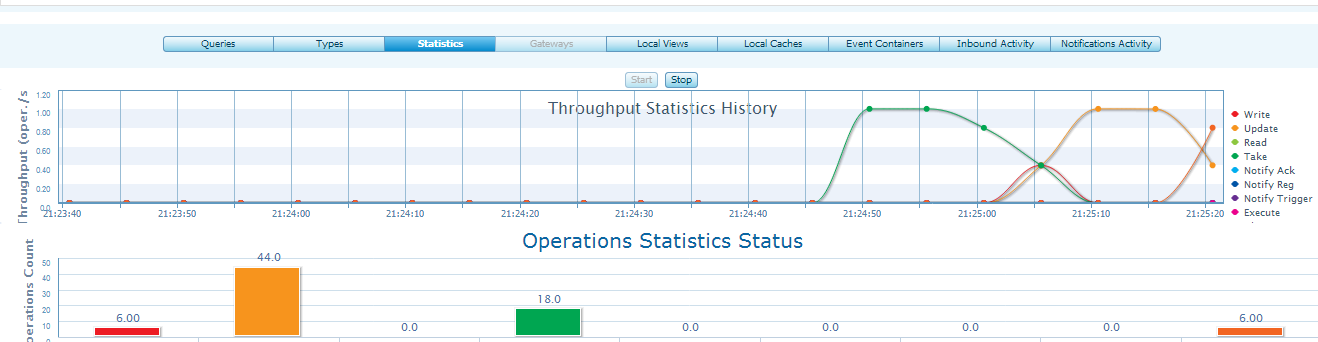 Queries Types Statistics Gateways Local Views Local Caches Event Containers Inbound Activity Notifications Activity
Start Stop
Throughput Statistics History
Throughput (oper./s
1.20
1.00
0.80
0.60
0.40
0.20
0.0
21:23:40 21:23:50 21:24:00 21:24:10 21:24:20 21:24:30 21:24:40 21:24:50 21:25:00 21:25:10 21:25:20
Write
Update
Read
Take
Notify Ack
Notify Reg
Notify Trigger
Execute
Operations Statistics Status
perations Count
50
40
30
20
10
0
6.00 44.0 0.0 18.0 0.0 0.0 0.0 0.0 6.00